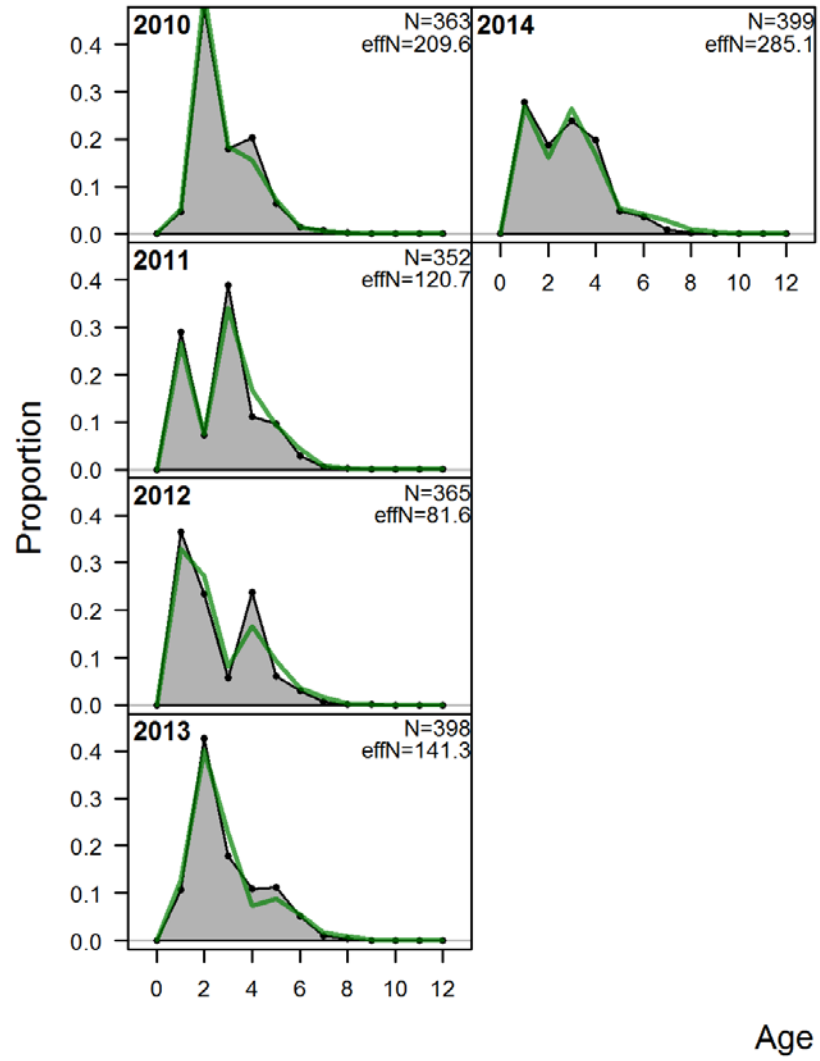 Proportion
2010
N=363
effN=209.6
0.4
0.3
0.2
0.1
0.0
2014
N=399
effN=285.1
0 2 4 6 8 10 12
2011
N=352
effN=120.7
0.4
0.3
0.2
0.1
0.0
2012
N=365
effN=81.6
0.4
0.3
0.2
0.1
0.0
2013
N=398
effN=141.3
0.4
0.3
0.2
0.1
0.0
0 2 4 6 8 10 12
Age